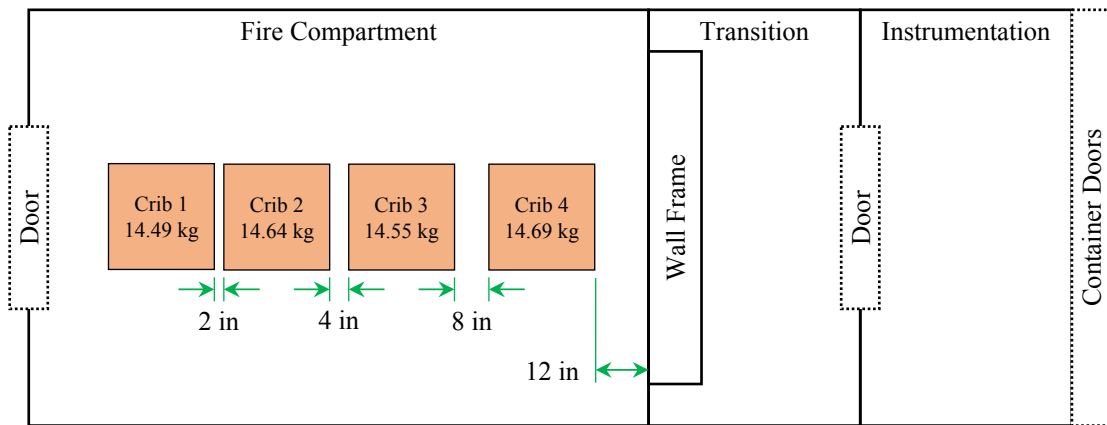 Fire Compartment
Transition
Instrumentation
Door
Crib 1
14.49 kg
Crib 2
14.64 kg
Crib 3
14.55 kg
Crib 4
14.69 kg
Wall Frame
Door
Container Doors
2 in
4 in
8 in
12 in